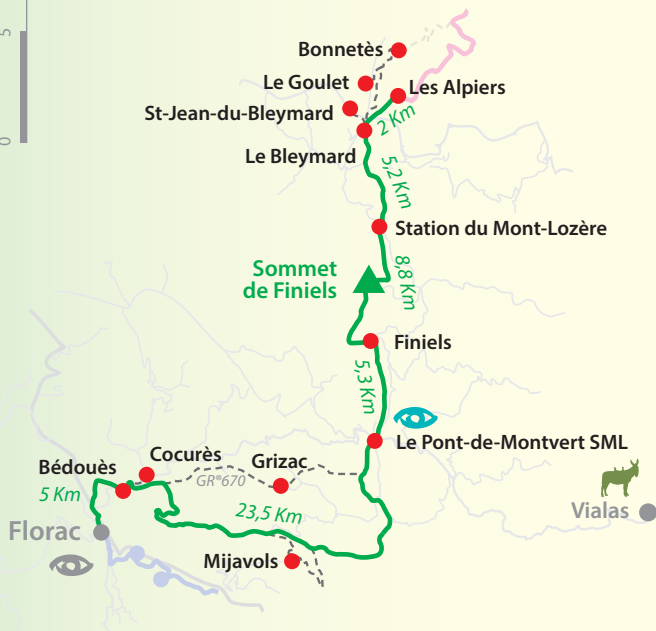 5
0
Bonnetès
Le Goulet
Les Alpiers
St-Jean-du-Bleymard
2 Km
Le Bleymard
5,2 Km
Station du Mont-Lozère
Sommet
de Finiels
8,8 Km
Finiels
5,3 Km
Le Pont-de-Montvert SML
Cocurès
Grizac
Bédouès
GR®670
5 Km
23,5 Km
Vialas
Florac
Mijavols